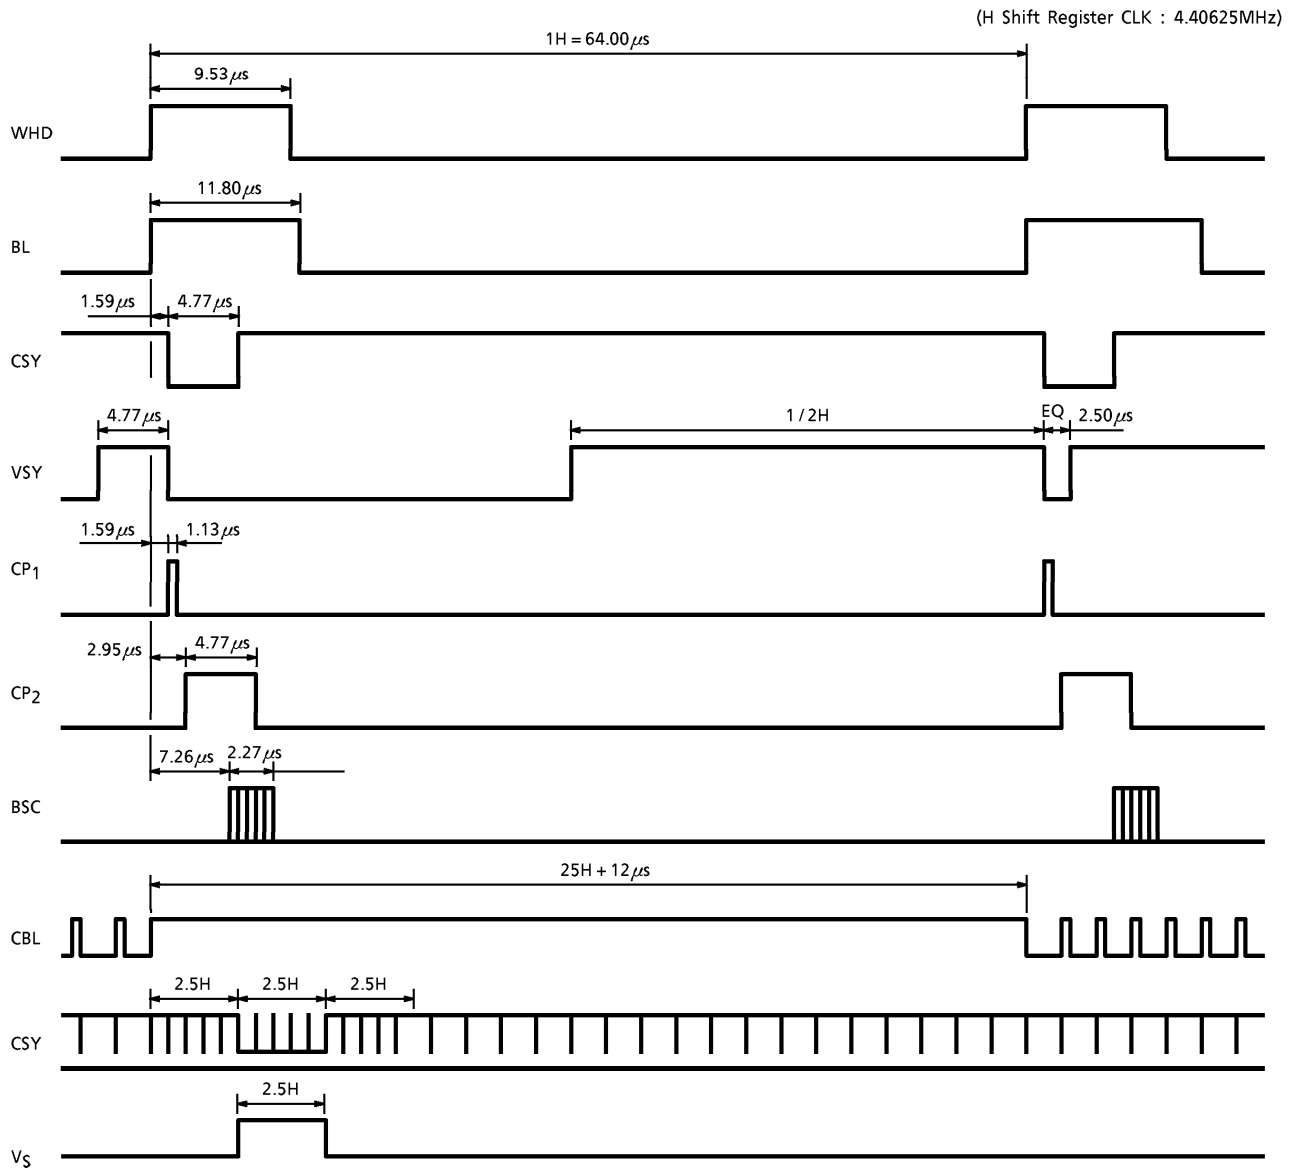 (H Shift Register CLK : 4.40625MHz)
1H = 64.00μs
9.53μs
WHD
11.80μs
BL
1.59μs 4.77μs
CSY
4.77μs 1/2H EQ 2.50μs
VSY
1.59μs 1.13μs
CP1
2.95μs 4.77μs
CP2
7.26μs 2.27μs
BSC
25H + 12μs
CBL
2.5H 2.5H 2.5H
CSY
2.5H
VS